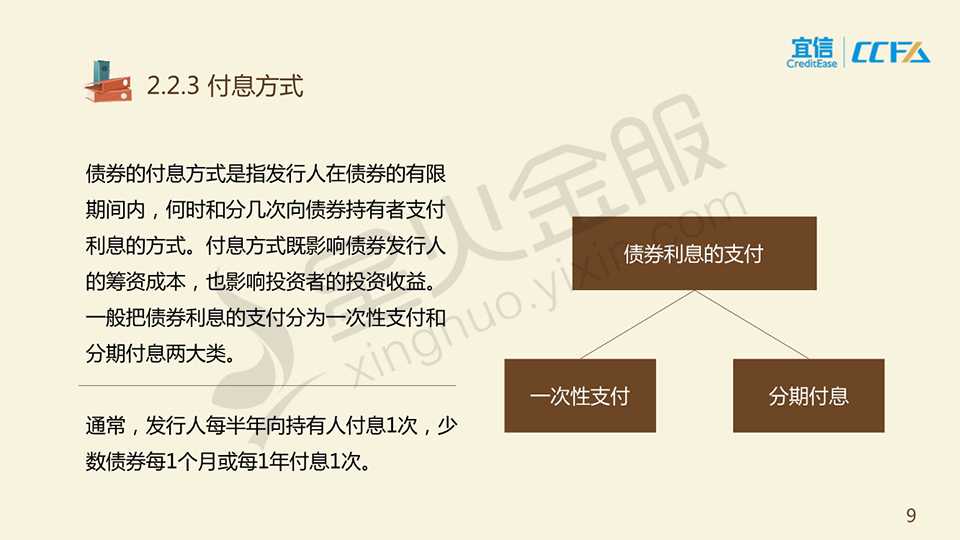 宜信
CreditEase
CCFA
2.2.3 付息方式
债券的付息方式是指发行人在债券的有限
期间内，何时和分几次向债券持有者支付
利息的方式。付息方式既影响债券发行人
的筹资成本，也影响投资者的投资收益。
一般把债券利息的支付分为一次性支付和
分期付息两大类。
通常，发行人每半年向持有人付息1次，少
数债券每1个月或每1年付息1次。
债券利息的支付
一次性支付
分期付息
星火金服
xinghuo.yixin.com
9